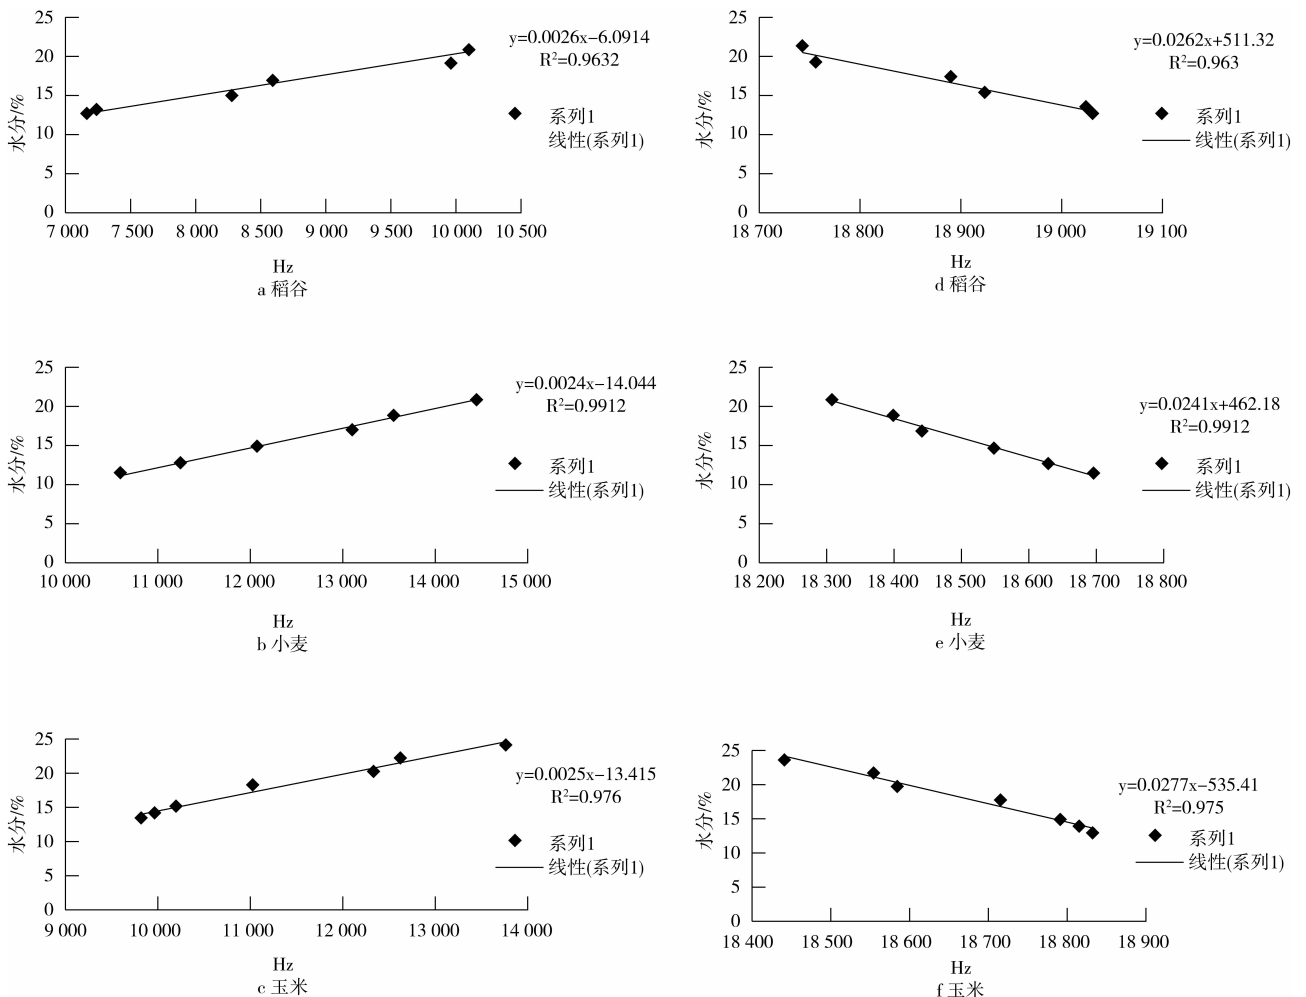 25
20
15
10
5
0
水分/%
7 000 7 500 8 000 8 500 9 000 9 500 10 000 10 500
Hz
a 稻谷
y=0.0026x−6.0914
R²=0.9632
系列1
线性(系列1)
25
20
15
10
5
0
水分/%
18 700 18 800 18 900 19 000 19 100
Hz
d 稻谷
y=0.0262x+511.32
R²=0.963
系列1
线性(系列1)
25
20
15
10
5
0
水分/%
10 000 11 000 12 000 13 000 14 000 15 000
Hz
b 小麦
y=0.0024x−14.044
R²=0.9912
系列1
线性(系列1)
25
20
15
10
5
0
水分/%
18 200 18 300 18 400 18 500 18 600 18 700 18 800
Hz
e 小麦
y=0.0241x+462.18
R²=0.9912
系列1
线性(系列1)
25
20
15
10
5
0
水分/%
9 000 10 000 11 000 12 000 13 000 14 000
Hz
c 玉米
y=0.0025x−13.415
R²=0.976
系列1
线性(系列1)
25
20
15
10
5
0
水分/%
18 400 18 500 18 600 18 700 18 800 18 900
Hz
f 玉米
y=0.0277x−535.41
R²=0.975
系列1
线性(系列1)